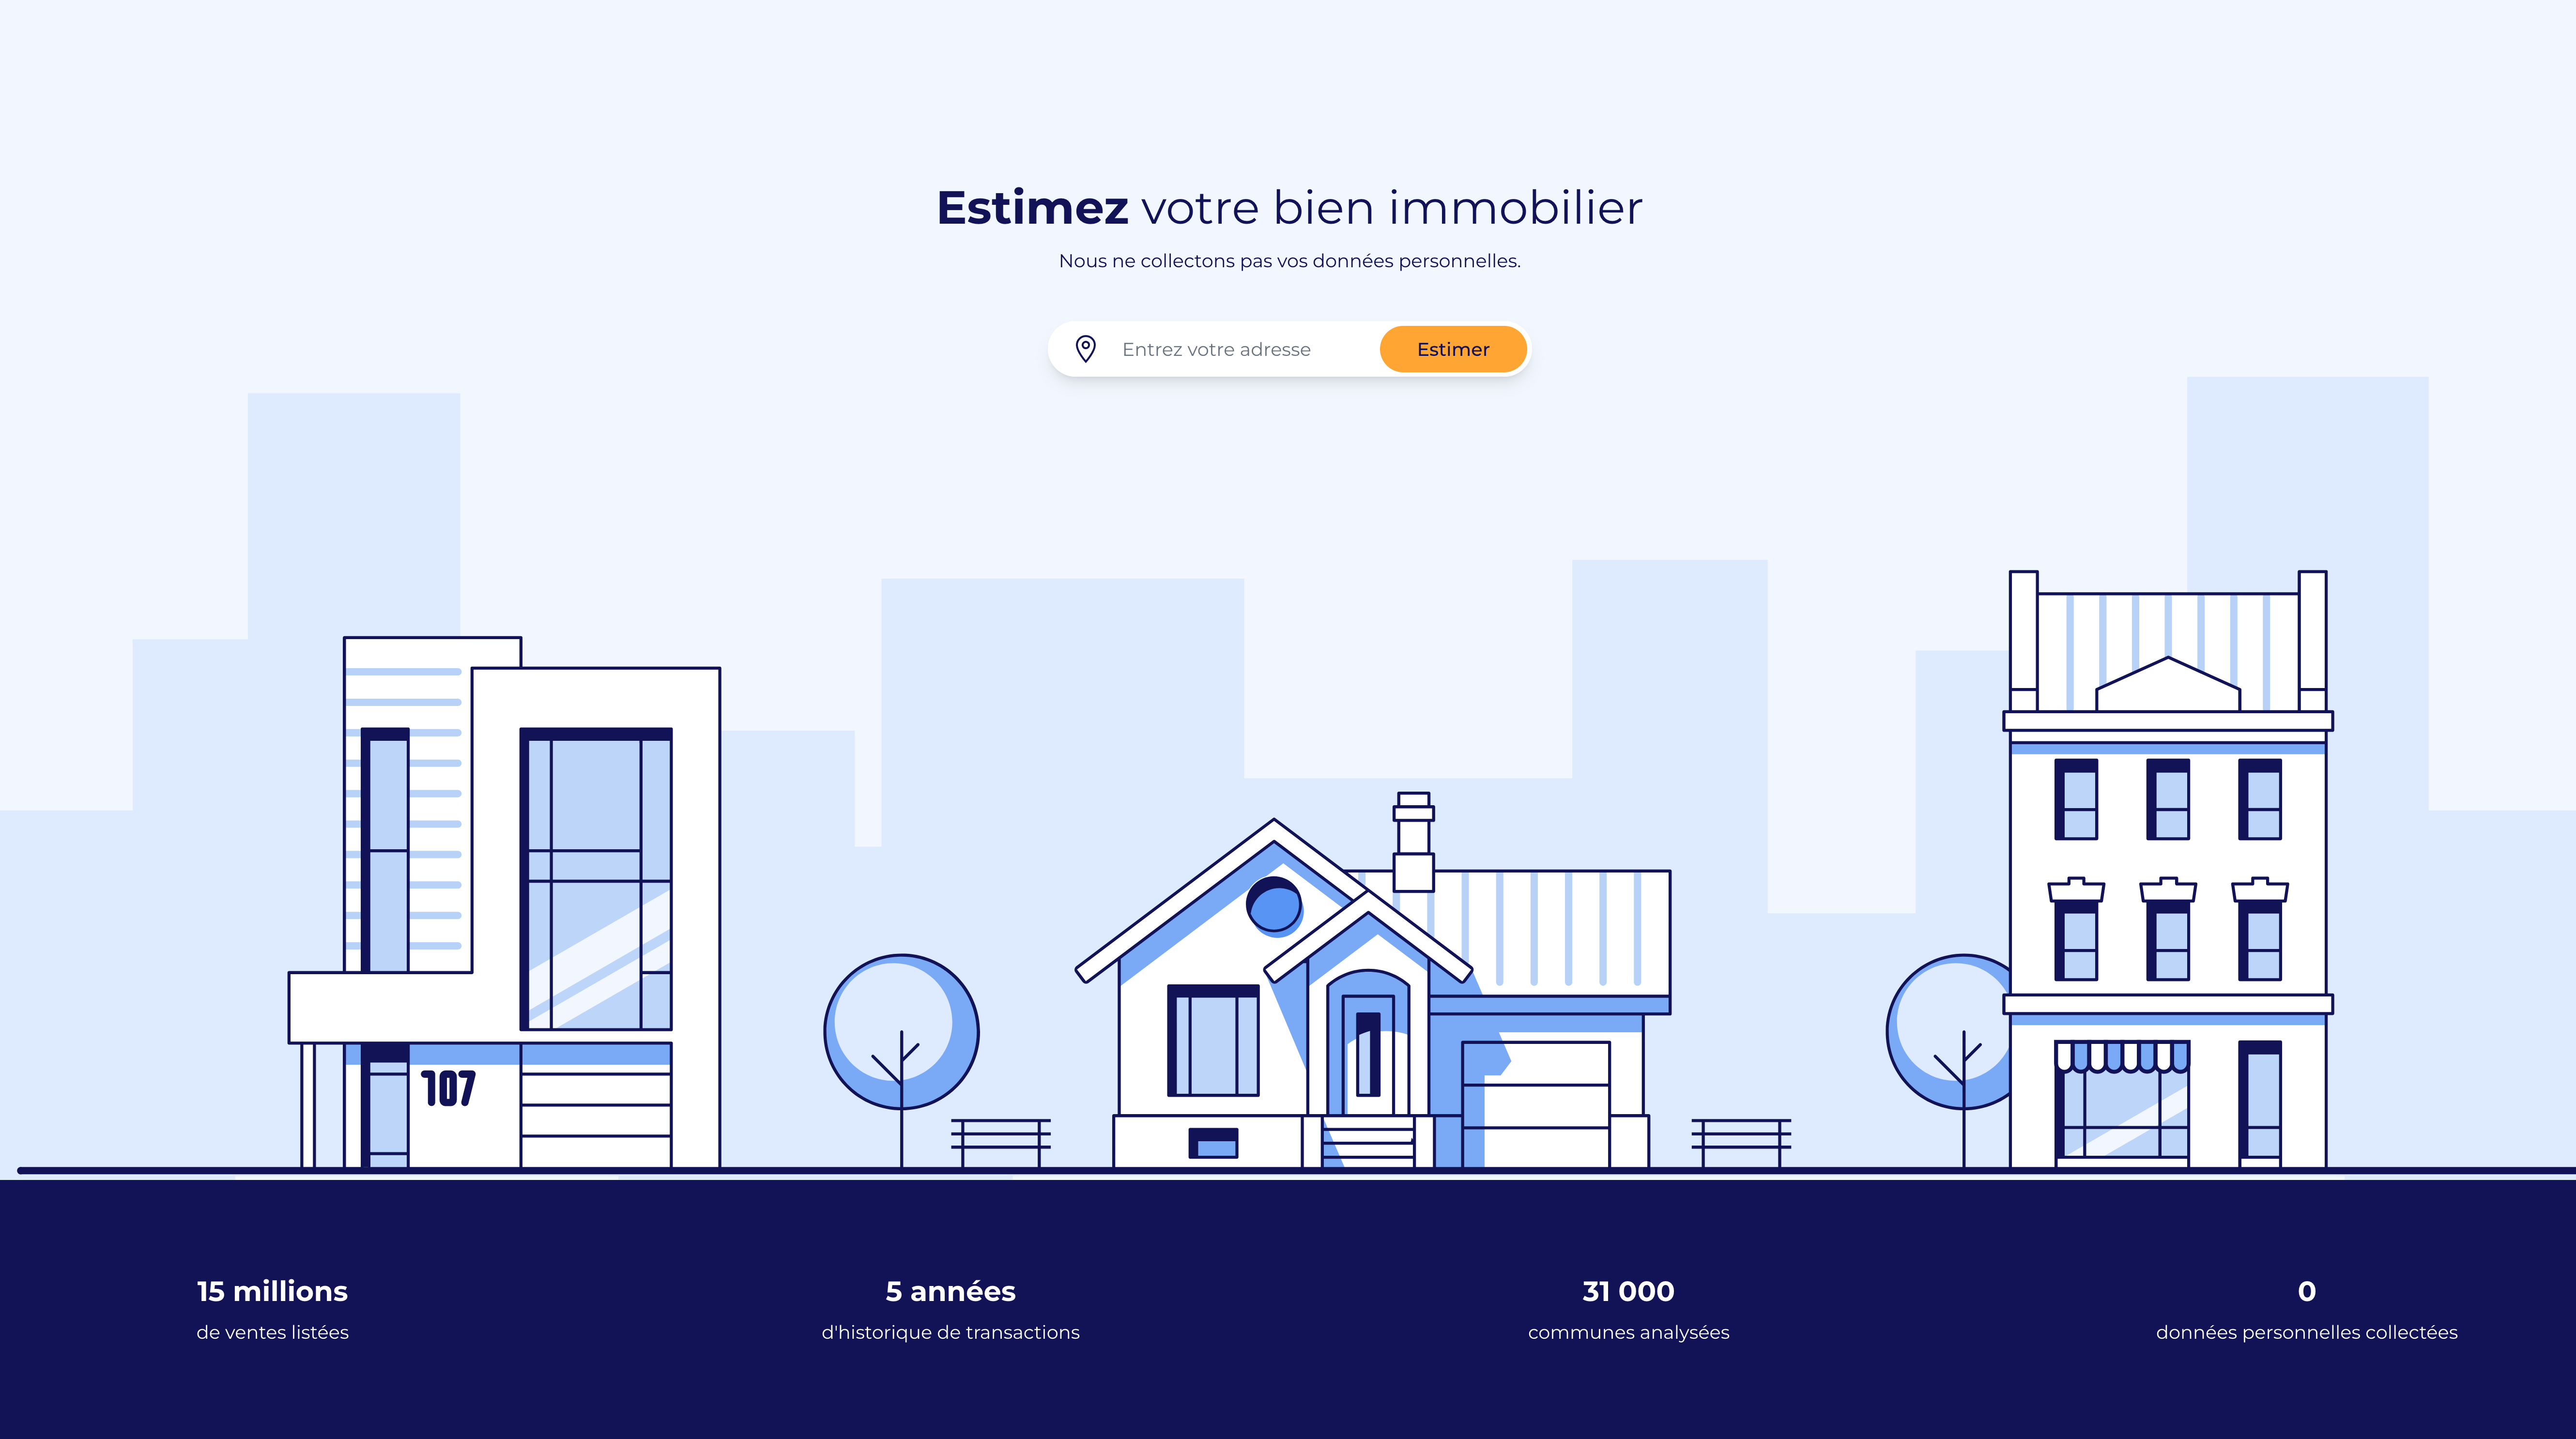 Estimez votre bien immobilier
Nous ne collectons pas vos données personnelles.
Entrez votre adresse
Estimer
107
15 millions
de ventes listées
5 années
d'historique de transactions
31 000
communes analysées
0
données personnelles collectées